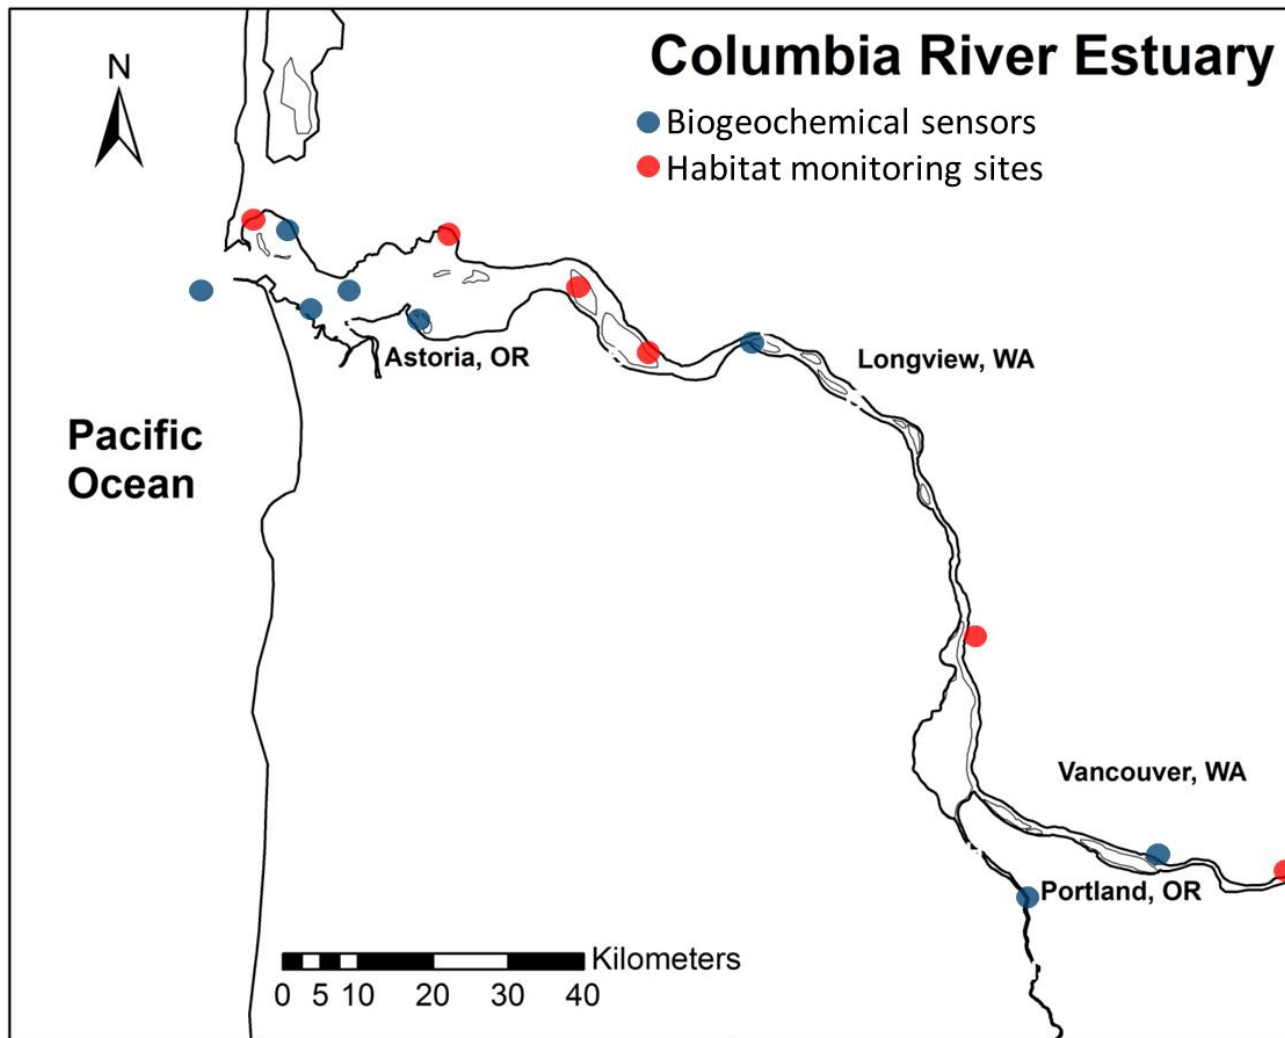 Columbia River Estuary
N
Biogeochemical sensors
Habitat monitoring sites
Astoria, OR
Longview, WA
Pacific
Ocean
Vancouver, WA
Portland, OR
Kilometers
0 5 10 20 30 40